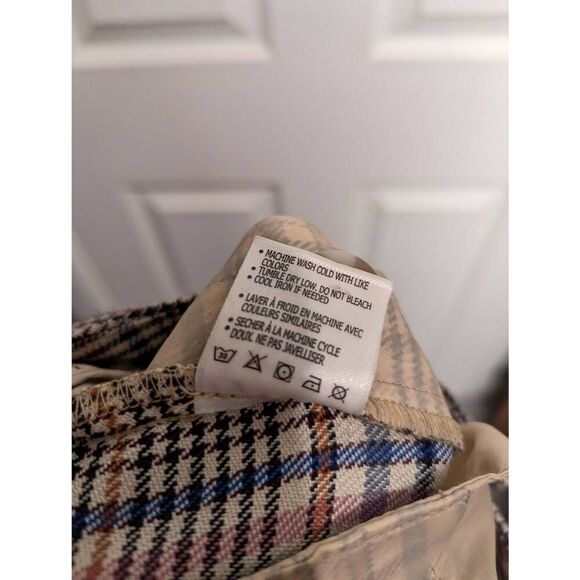 • MACHINE WASH COLD WITH LIKE
COLORS
• TUMBLE DRY LOW, DO NOT BLEACH
• COOL IRON IF NEEDED
• LAVER À FROID EN MACHINE AVEC
COULEURS SIMILAIRES
• SECHER À LA MACHINE CYCLE
DOUX. NE PAS JAVELLISER
30